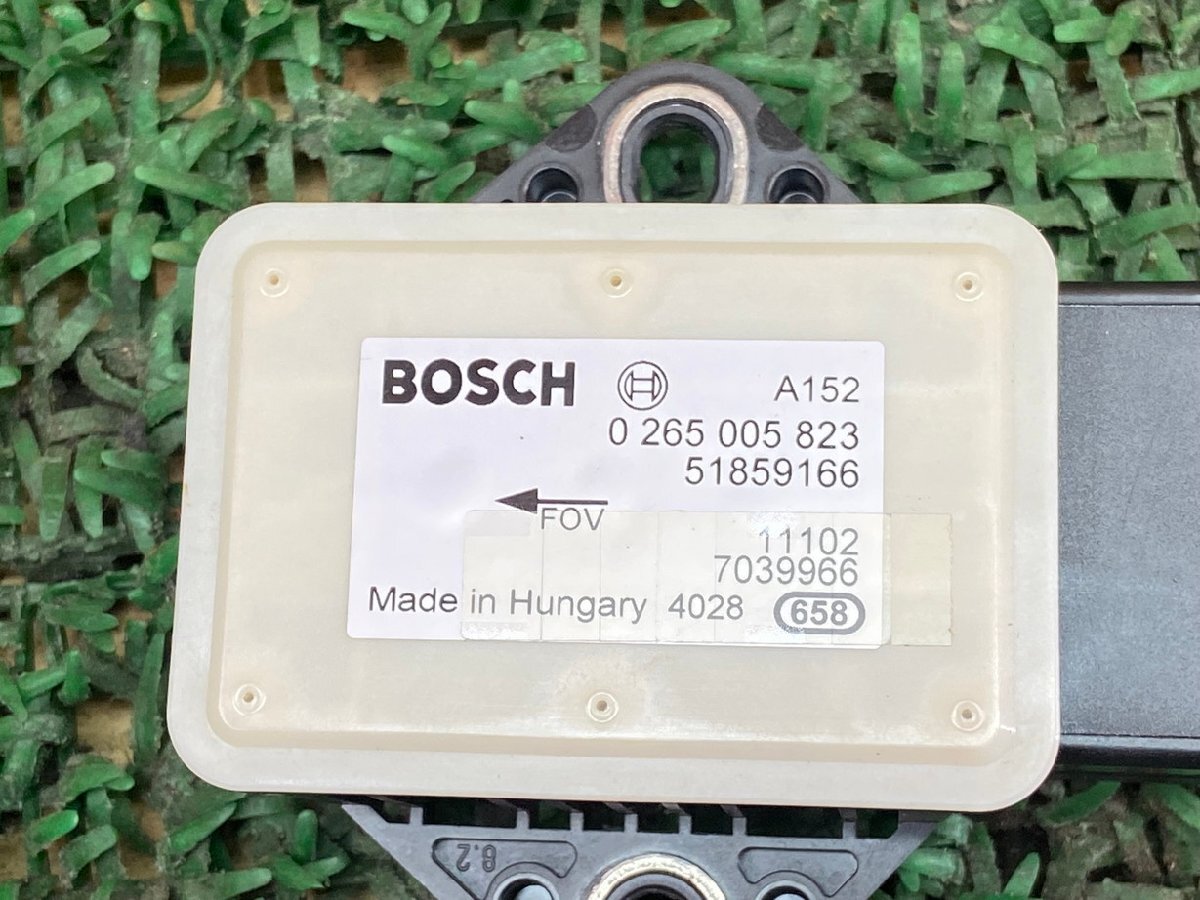 BOSCH A152
0 265 005 823
51859166
FOV
11102
7039966
Made in Hungary 4028 658
8.2